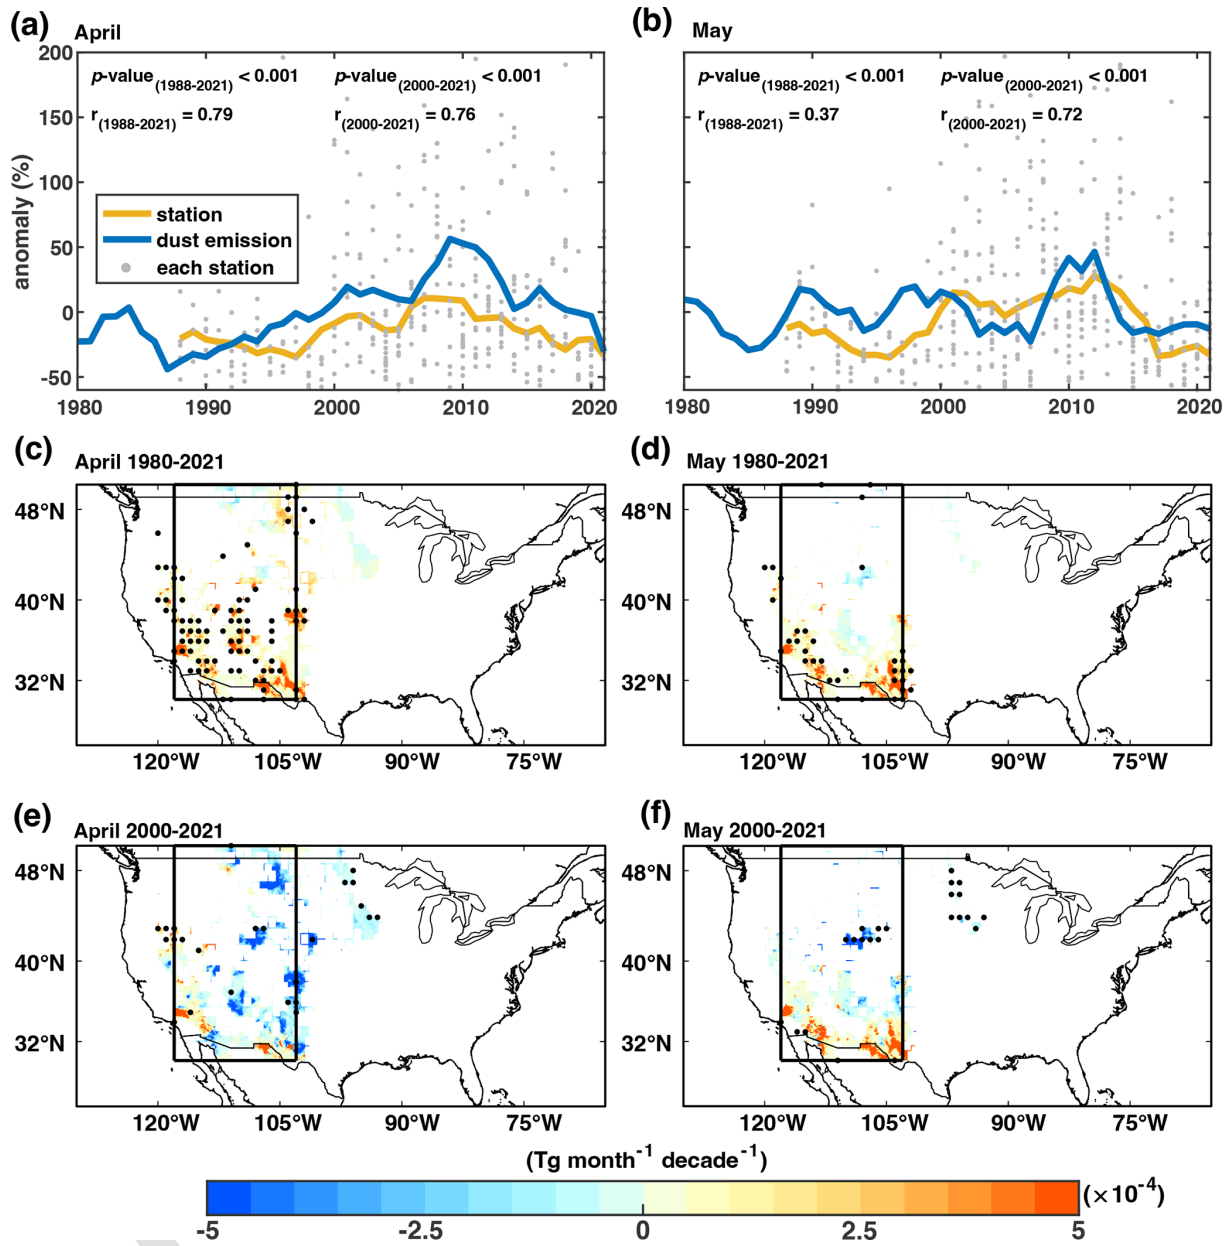 (a) April
(b) May
200
150
100
50
0
-50
anomaly (%)
p-value(1988-2021) < 0.001
p-value(2000-2021) < 0.001
r(1988-2021) = 0.79
r(2000-2021) = 0.76
station
dust emission
each station
p-value(1988-2021) < 0.001
p-value(2000-2021) < 0.001
r(1988-2021) = 0.37
r(2000-2021) = 0.72
1980 1990 2000 2010 2020
1980 1990 2000 2010 2020
(c) April 1980-2021
(d) May 1980-2021
48°N
40°N
32°N
48°N
40°N
32°N
120°W 105°W 90°W 75°W
120°W 105°W 90°W 75°W
(e) April 2000-2021
(f) May 2000-2021
48°N
40°N
32°N
48°N
40°N
32°N
120°W 105°W 90°W 75°W
120°W 105°W 90°W 75°W
(Tg month-1 decade-1)
(×10-4)
-5 -2.5 0 2.5 5